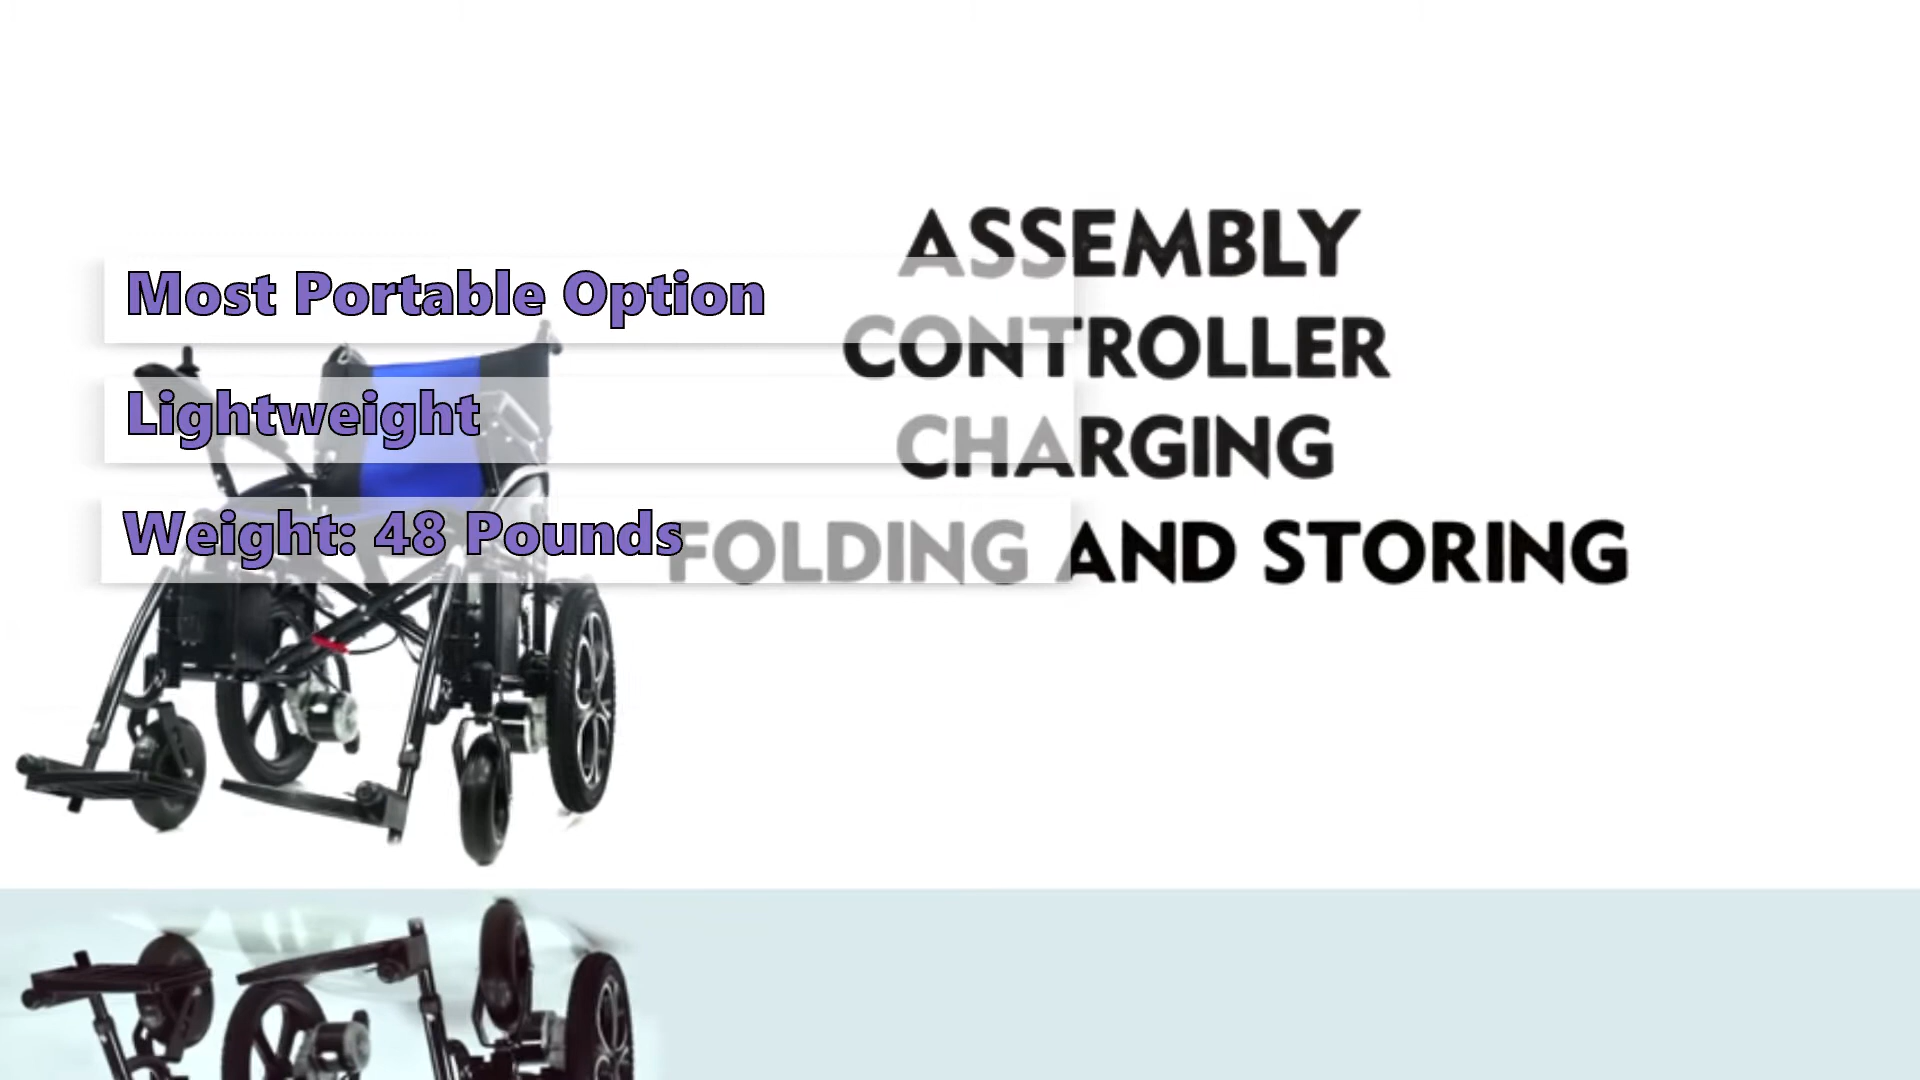 Most Portable Option
Lightweight
Weight: 48 Pounds
ASSEMBLY
CONTROLLER
CHARGING
FOLDING AND STORING